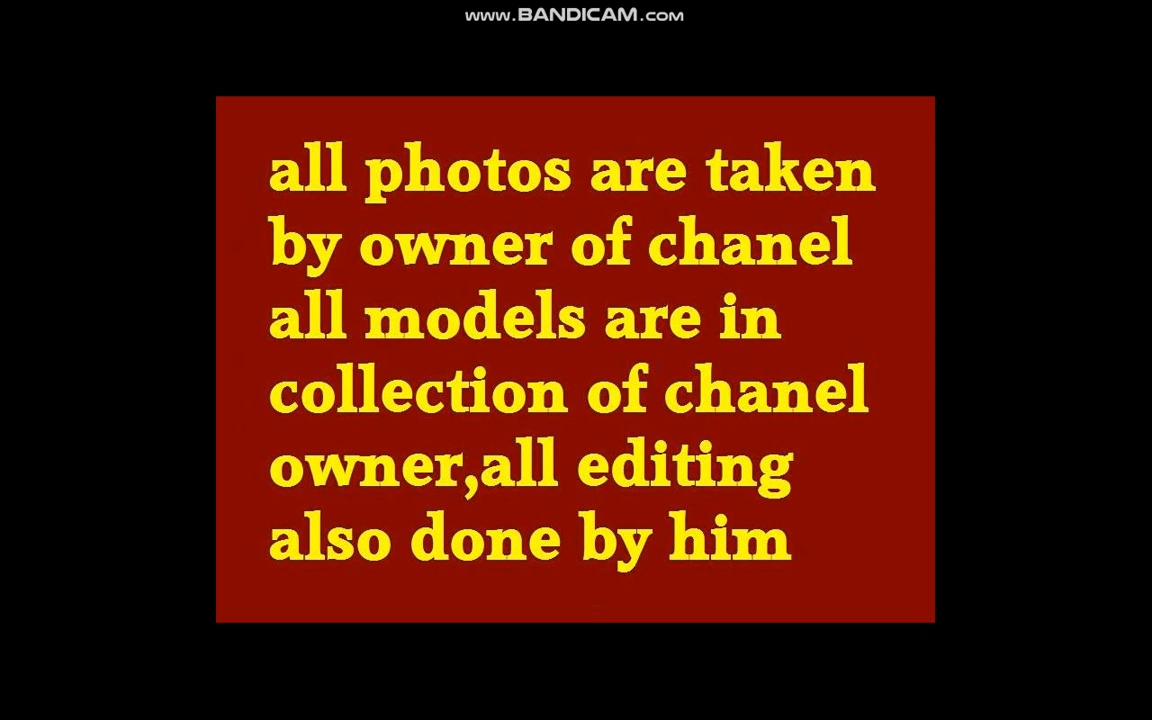 www.BANDICAM.com
all photos are taken
by owner of chanel
all models are in
collection of chanel
owner,all editing
also done by him